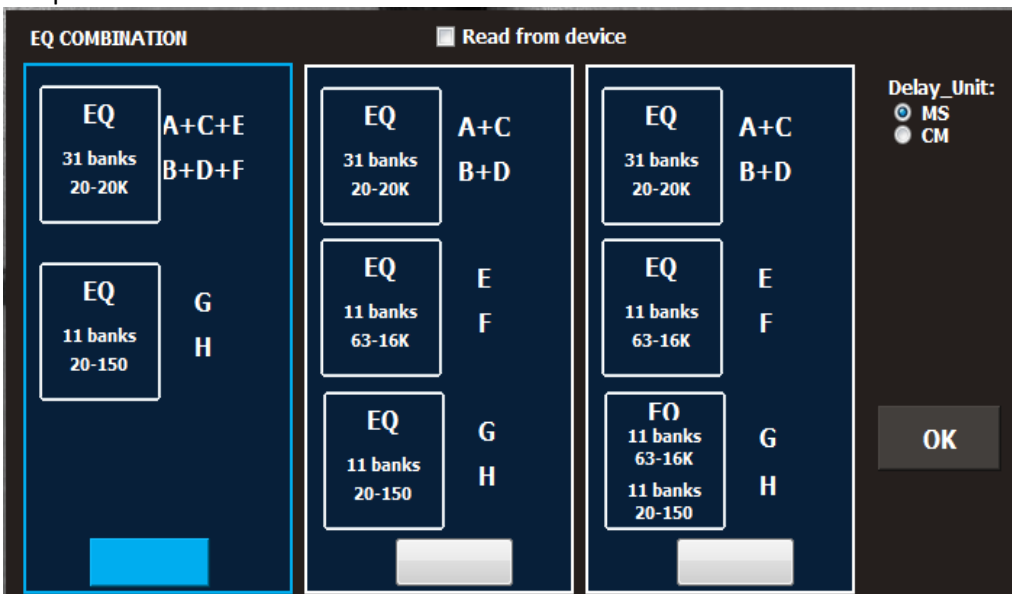 EQ COMBINATION
Read from device
EQ
31 banks
20-20K
A+C+E
B+D+F
EQ
11 banks
20-150
G
H
EQ
31 banks
20-20K
A+C
B+D
EQ
11 banks
63-16K
E
F
EQ
11 banks
20-150
G
H
EQ
31 banks
20-20K
A+C
B+D
EQ
11 banks
63-16K
E
F
EQ
11 banks
63-16K
11 banks
20-150
G
H
Delay_Unit:
MS
CM
OK